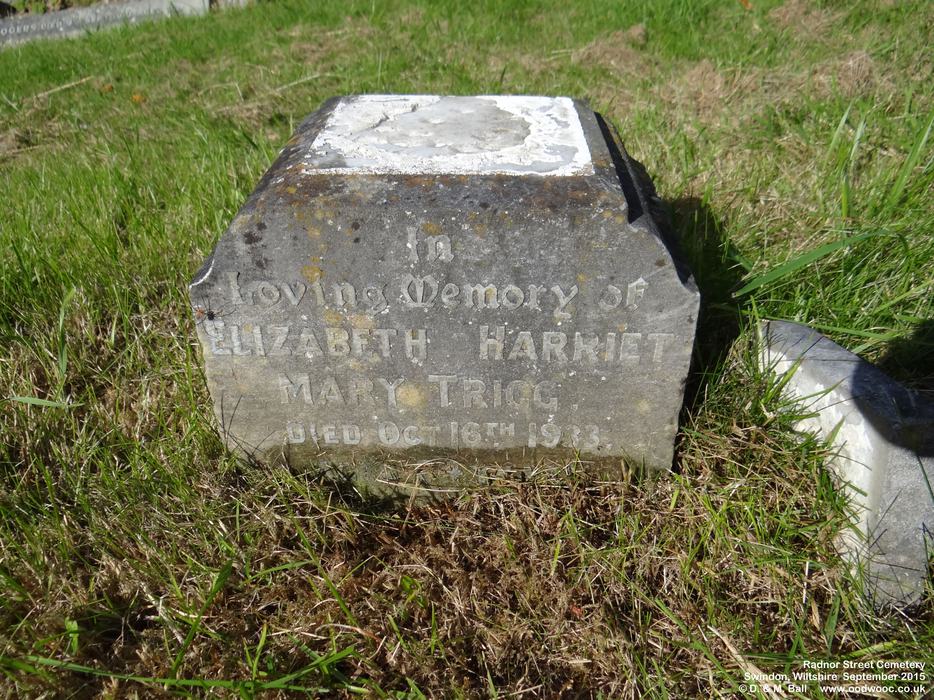 In
Loving Memory of
ELIZABETH HARRIET
MARY TRIGG.
DIED OCT 16TH 1933.
Radnor Street Cemetery
Swindon, Wiltshire September 2015
© D. & M. Ball www.oodwooc.co.uk